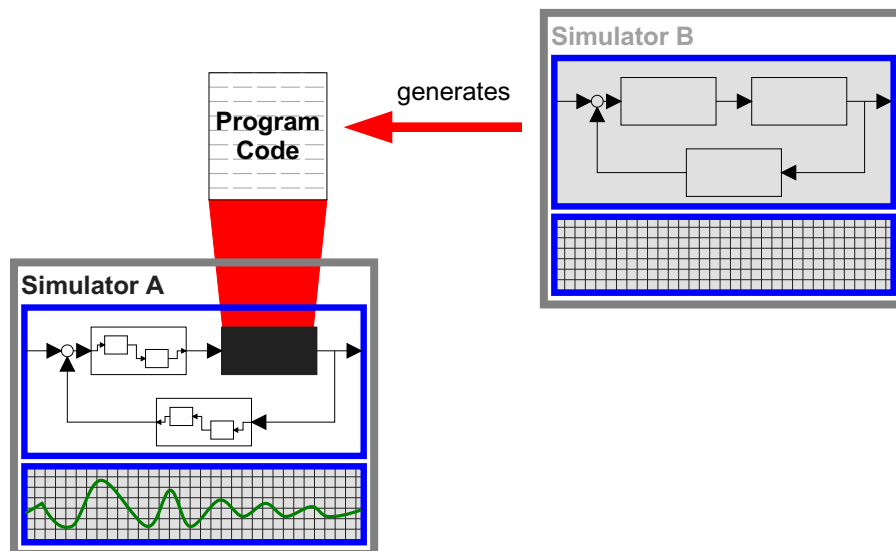 Simulator B
generates
Program
Code
Simulator A